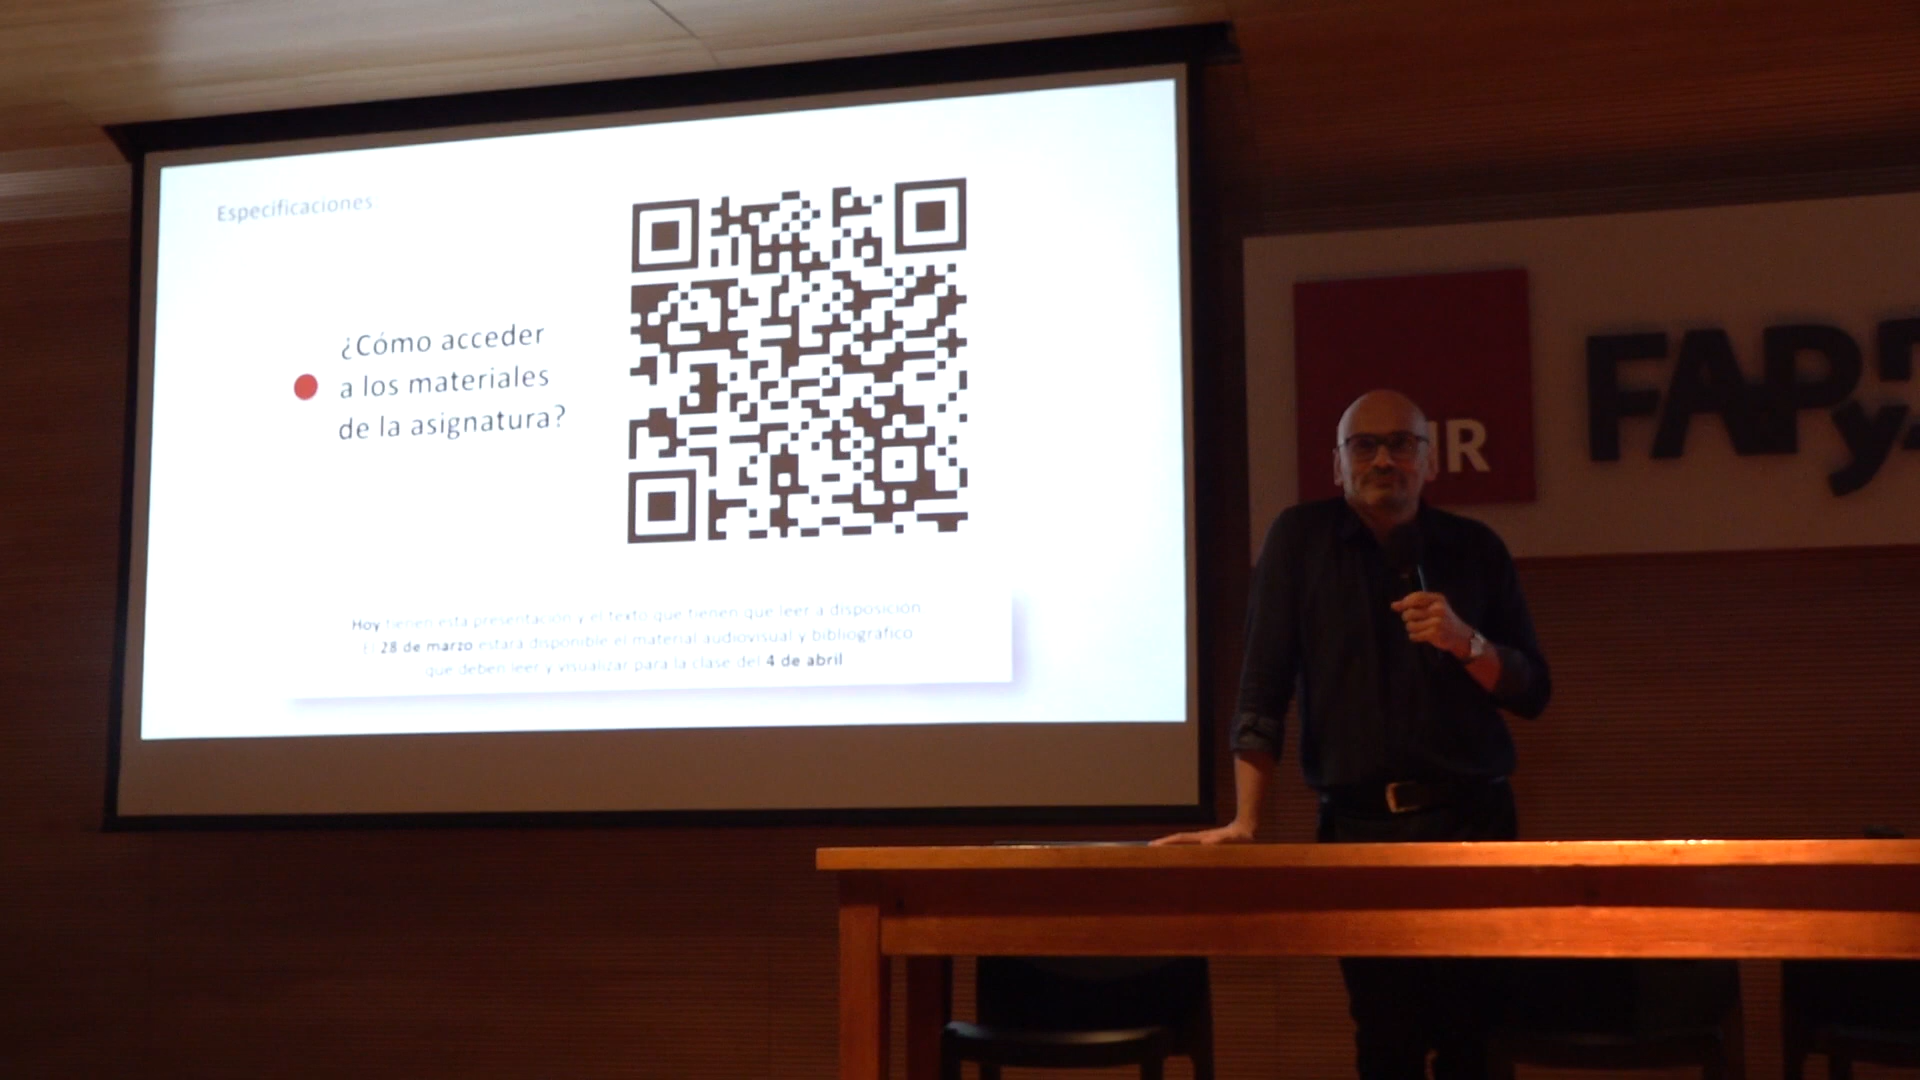 Especificaciones
¿Cómo acceder
a los materiales
de la asignatura?
Hoy tienen esta presentación y el texto que tienen que leer a disposición
El 28 de marzo estará disponible el material audiovisual y bibliográfico
que deben leer y visualizar para la clase del 4 de abril
NR
FAPyD